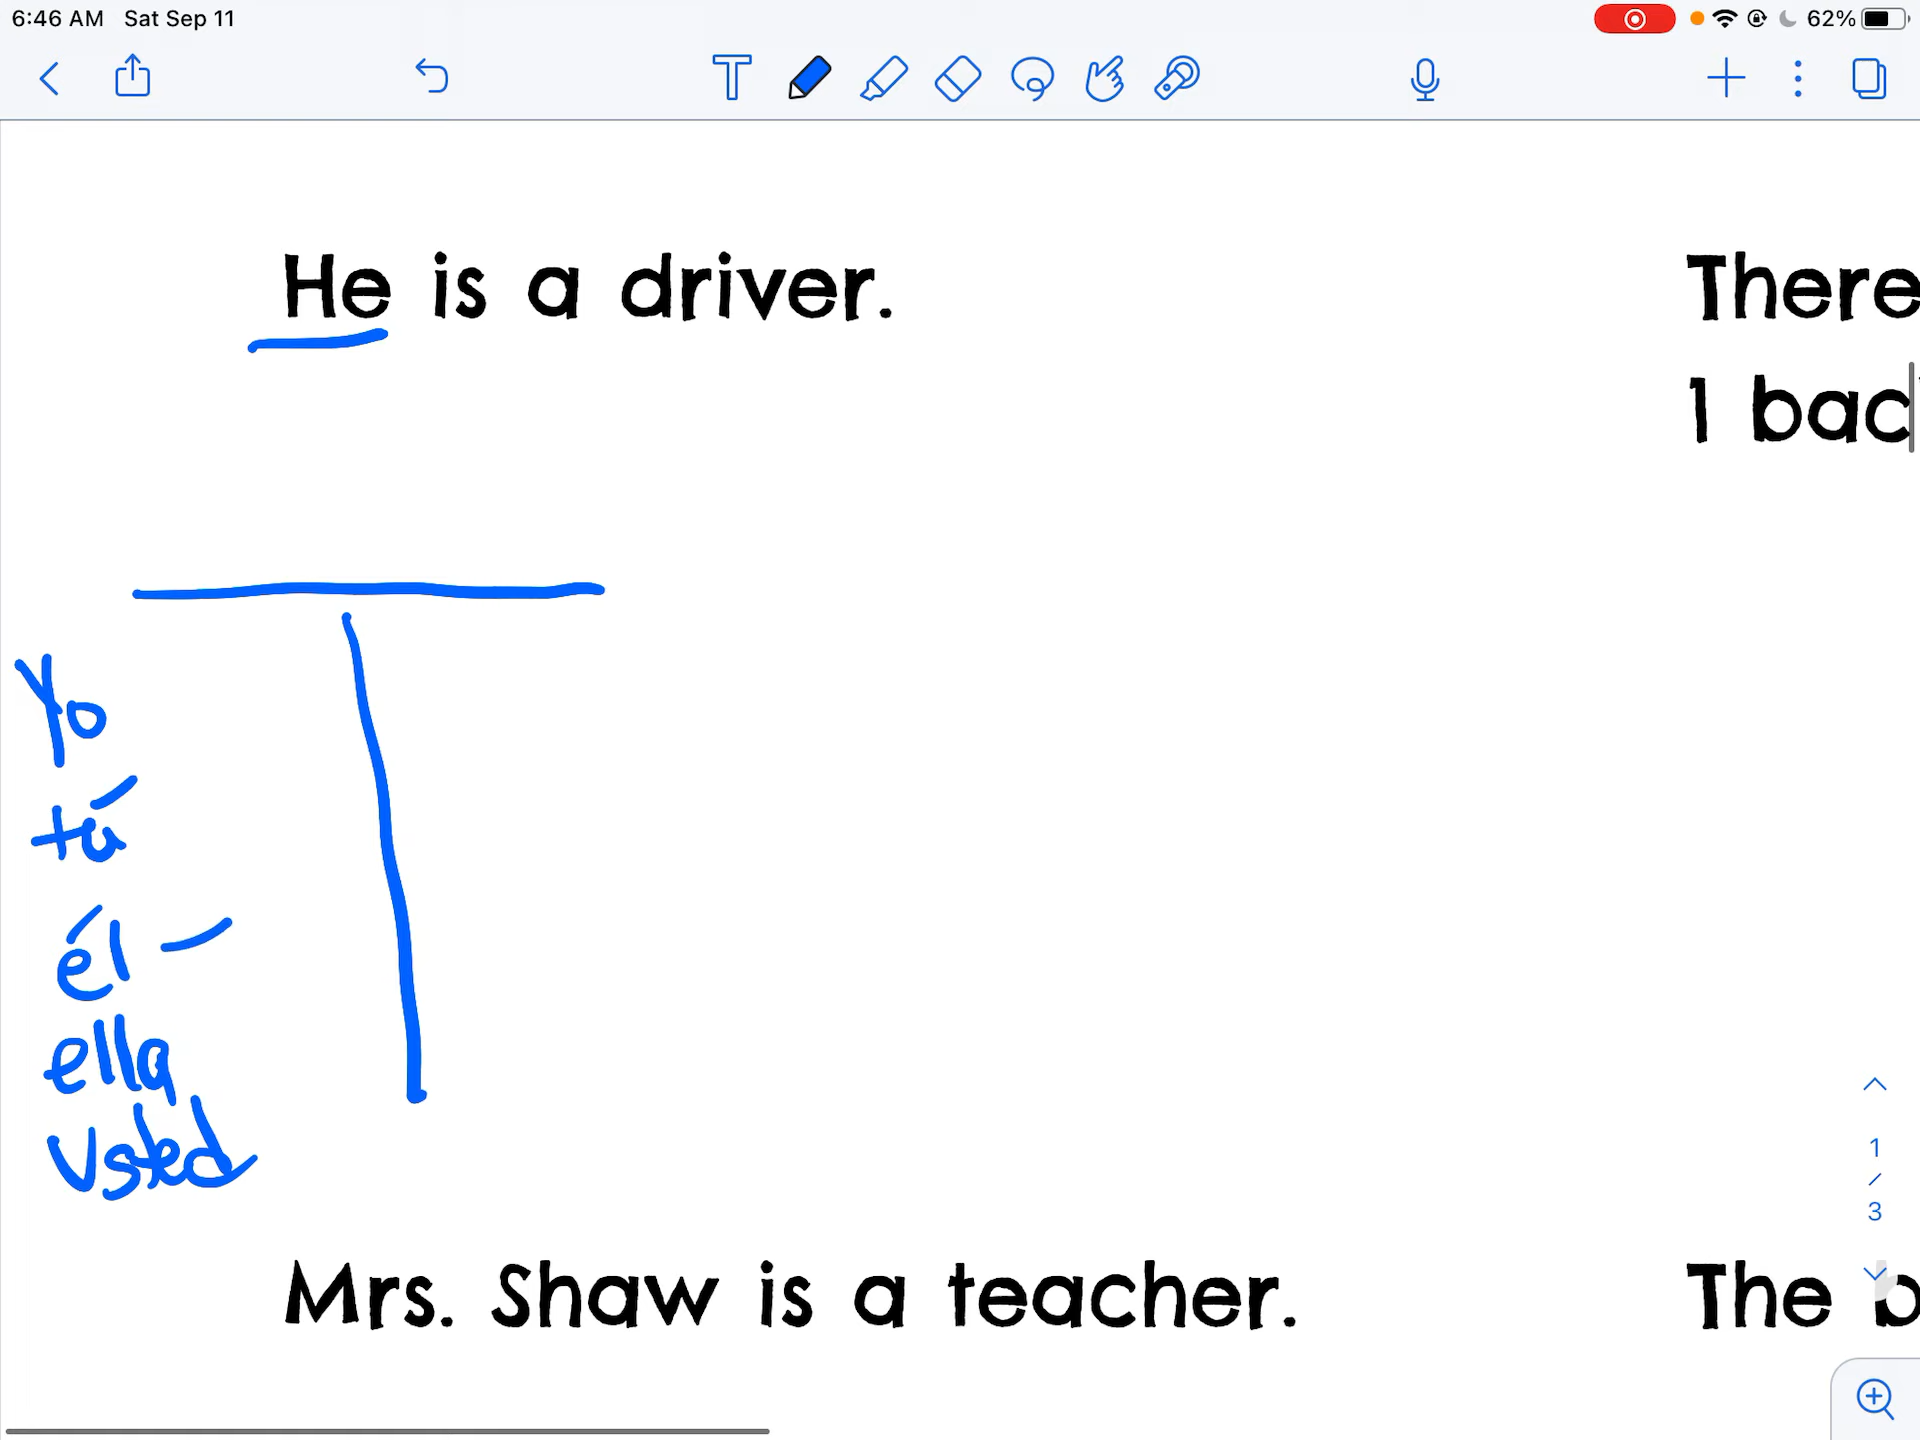 6:46 AM Sat Sep 11
62%
He is a driver.
There
1 bac
Yo
tú
él
ella
Usted
1
/
3
Mrs. Shaw is a teacher.
The b